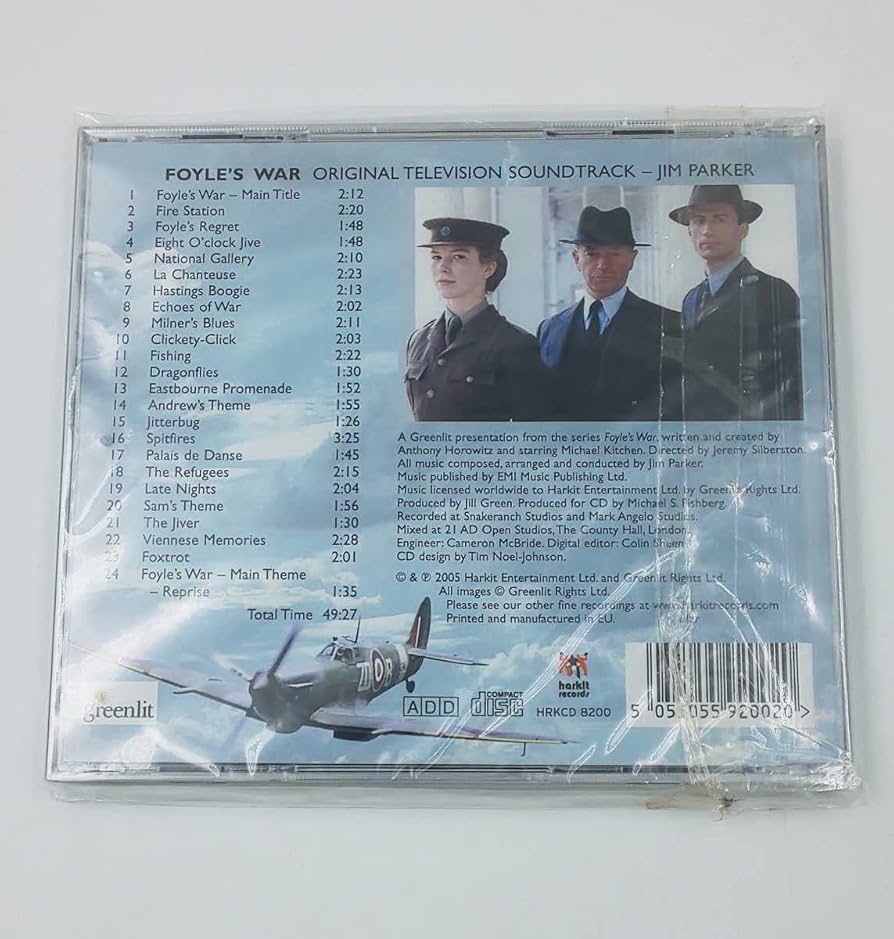 FOYLE'S WAR ORIGINAL TELEVISION SOUNDTRACK – JIM PARKER
1 Foyle's War – Main Title 2:12
2 Fire Station 2:20
3 Foyle's Regret 1:48
4 Eight O'clock Jive 1:48
5 National Gallery 2:10
6 La Chanteuse 2:23
7 Hastings Boogie 2:13
8 Echoes of War 2:02
9 Milner's Blues 2:11
10 Clickety-Click 2:03
11 Fishing 2:22
12 Dragonflies 1:30
13 Eastbourne Promenade 1:52
14 Andrew's Theme 1:55
15 Jitterbug 1:26
16 Spitfires 3:25
17 Palais de Danse 1:45
18 The Refugees 2:15
19 Late Nights 2:04
20 Sam's Theme 1:56
21 The Jiver 1:30
22 Viennese Memories 2:28
23 Foxtrot 2:01
24 Foyle's War – Main Theme
– Reprise 1:35
Total Time 49:27
A Greenlit presentation from the series Foyle's War, written and created by
Anthony Horowitz and starring Michael Kitchen. Directed by Jeremy Silberston.
All music composed, arranged and conducted by Jim Parker.
Music published by EMI Music Publishing Ltd.
Music licensed worldwide to Harkit Entertainment Ltd. by Greenlit Rights Ltd.
Produced by Jill Green. Produced for CD by Michael S. Fishberg.
Recorded at Snakeranch Studios and Mark Angelo Studios.
Mixed at 21 AD Open Studios, The County Hall, London.
Engineer: Cameron McBride. Digital editor: Colin Sheen
CD design by Tim Noel-Johnson.
© & ℗ 2005 Harkit Entertainment Ltd. and Greenlit Rights Ltd.
All images © Greenlit Rights Ltd.
Please see our other fine recordings at www.harkitrecords.com
Printed and manufactured in EU.
ZD B
greenlit
ADD
COMPACT
disc
harkit
records
HRKCD 8200
5 055055 920020 >